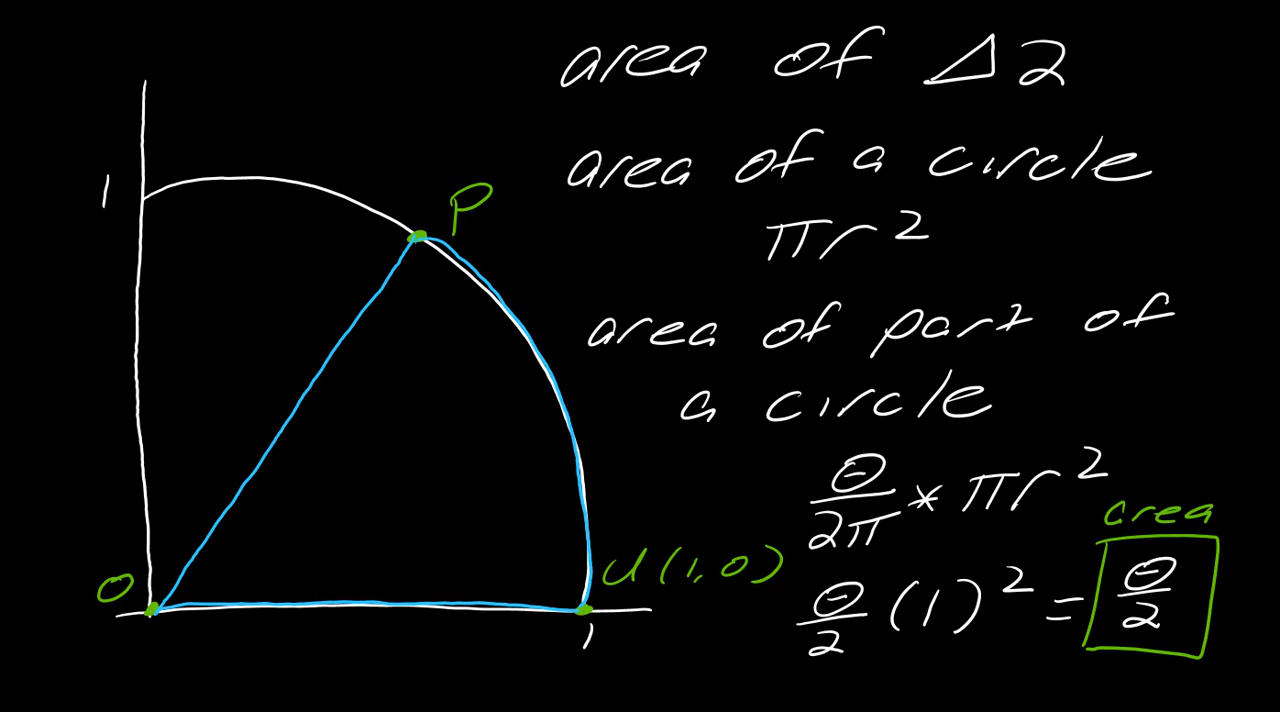 area of △2
area of a circle
πr²
area of part of
a circle
θ/2π * πr²
area
θ/2 (1)² = θ/2
1
P
O
U(1,0)
1